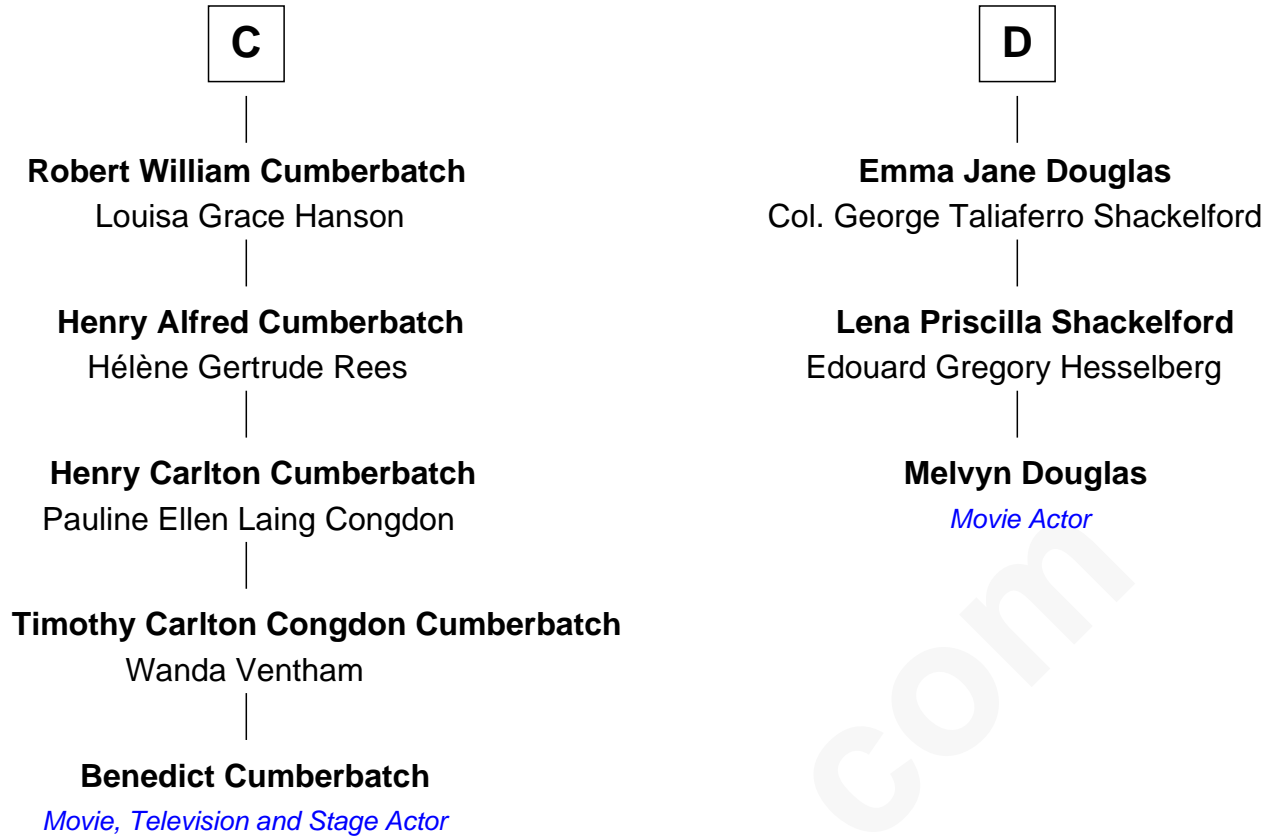 C
Robert William Cumberbatch
Louisa Grace Hanson
Henry Alfred Cumberbatch
Hélène Gertrude Rees
Henry Carlton Cumberbatch
Pauline Ellen Laing Congdon
Timothy Carlton Congdon Cumberbatch
Wanda Ventham
Benedict Cumberbatch
Movie, Television and Stage Actor
D
Emma Jane Douglas
Col. George Taliaferro Shackelford
Lena Priscilla Shackelford
Edouard Gregory Hesselberg
Melvyn Douglas
Movie Actor
com